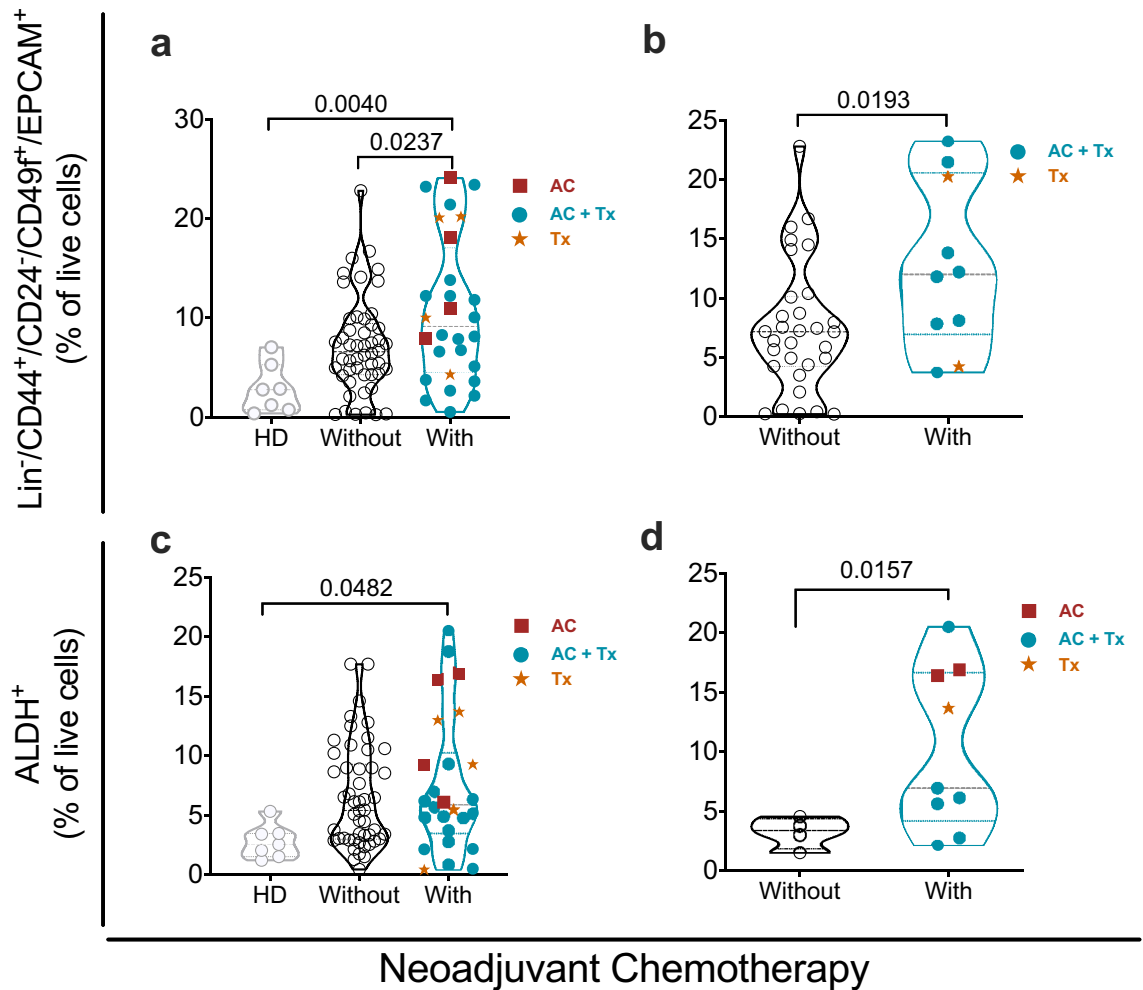 Lin⁻/CD44⁺/CD24⁻/CD49f⁺/EPCAM⁺
(% of live cells)
a
0.0040
0.0237
30
20
10
0
HD
Without
With
AC
AC + Tx
Tx
b
0.0193
25
20
15
10
5
0
Without
With
AC + Tx
Tx
ALDH⁺
(% of live cells)
c
0.0482
25
20
15
10
5
0
HD
Without
With
AC
AC + Tx
Tx
d
0.0157
25
20
15
10
5
0
Without
With
AC
AC + Tx
Tx
Neoadjuvant Chemotherapy